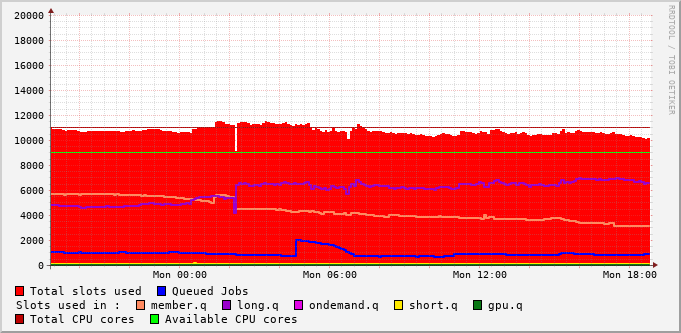 20000
18000
16000
14000
12000
10000
8000
6000
4000
2000
0
Mon 00:00 Mon 06:00 Mon 12:00 Mon 18:00
Total slots used Queued Jobs
Slots used in : member.q long.q ondemand.q short.q gpu.q
Total CPU cores Available CPU cores
RRDTOOL / TOBI OETIKER